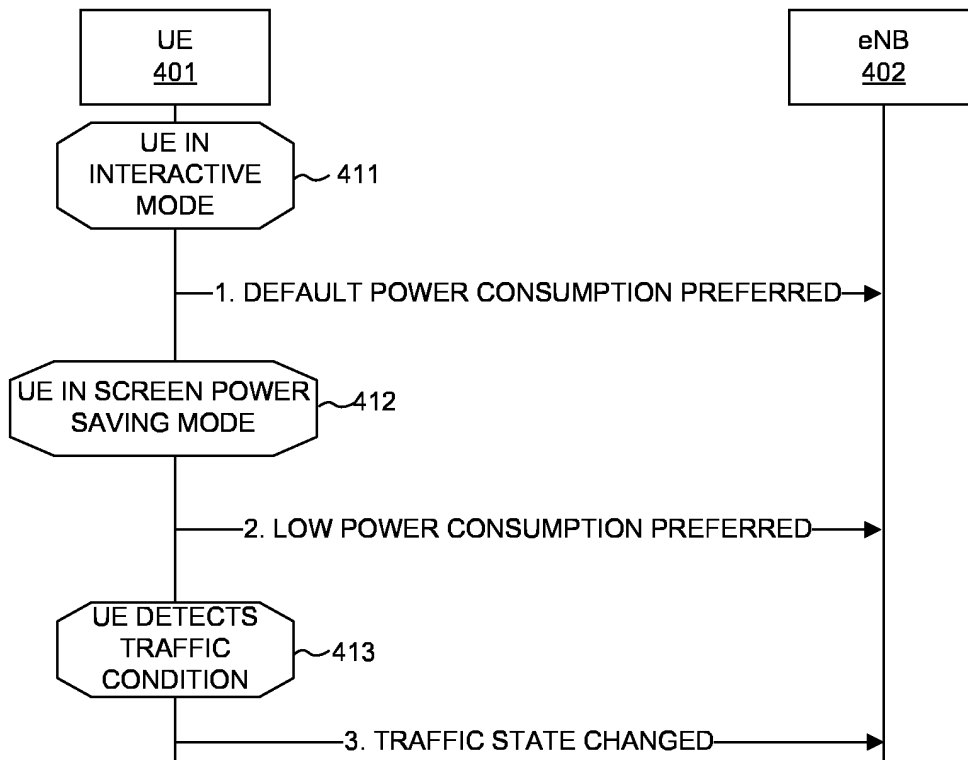 UE
401
eNB
402
UE IN
INTERACTIVE
MODE
411
1. DEFAULT POWER CONSUMPTION PREFERRED
UE IN SCREEN POWER
SAVING MODE
412
2. LOW POWER CONSUMPTION PREFERRED
UE DETECTS
TRAFFIC
CONDITION
413
3. TRAFFIC STATE CHANGED